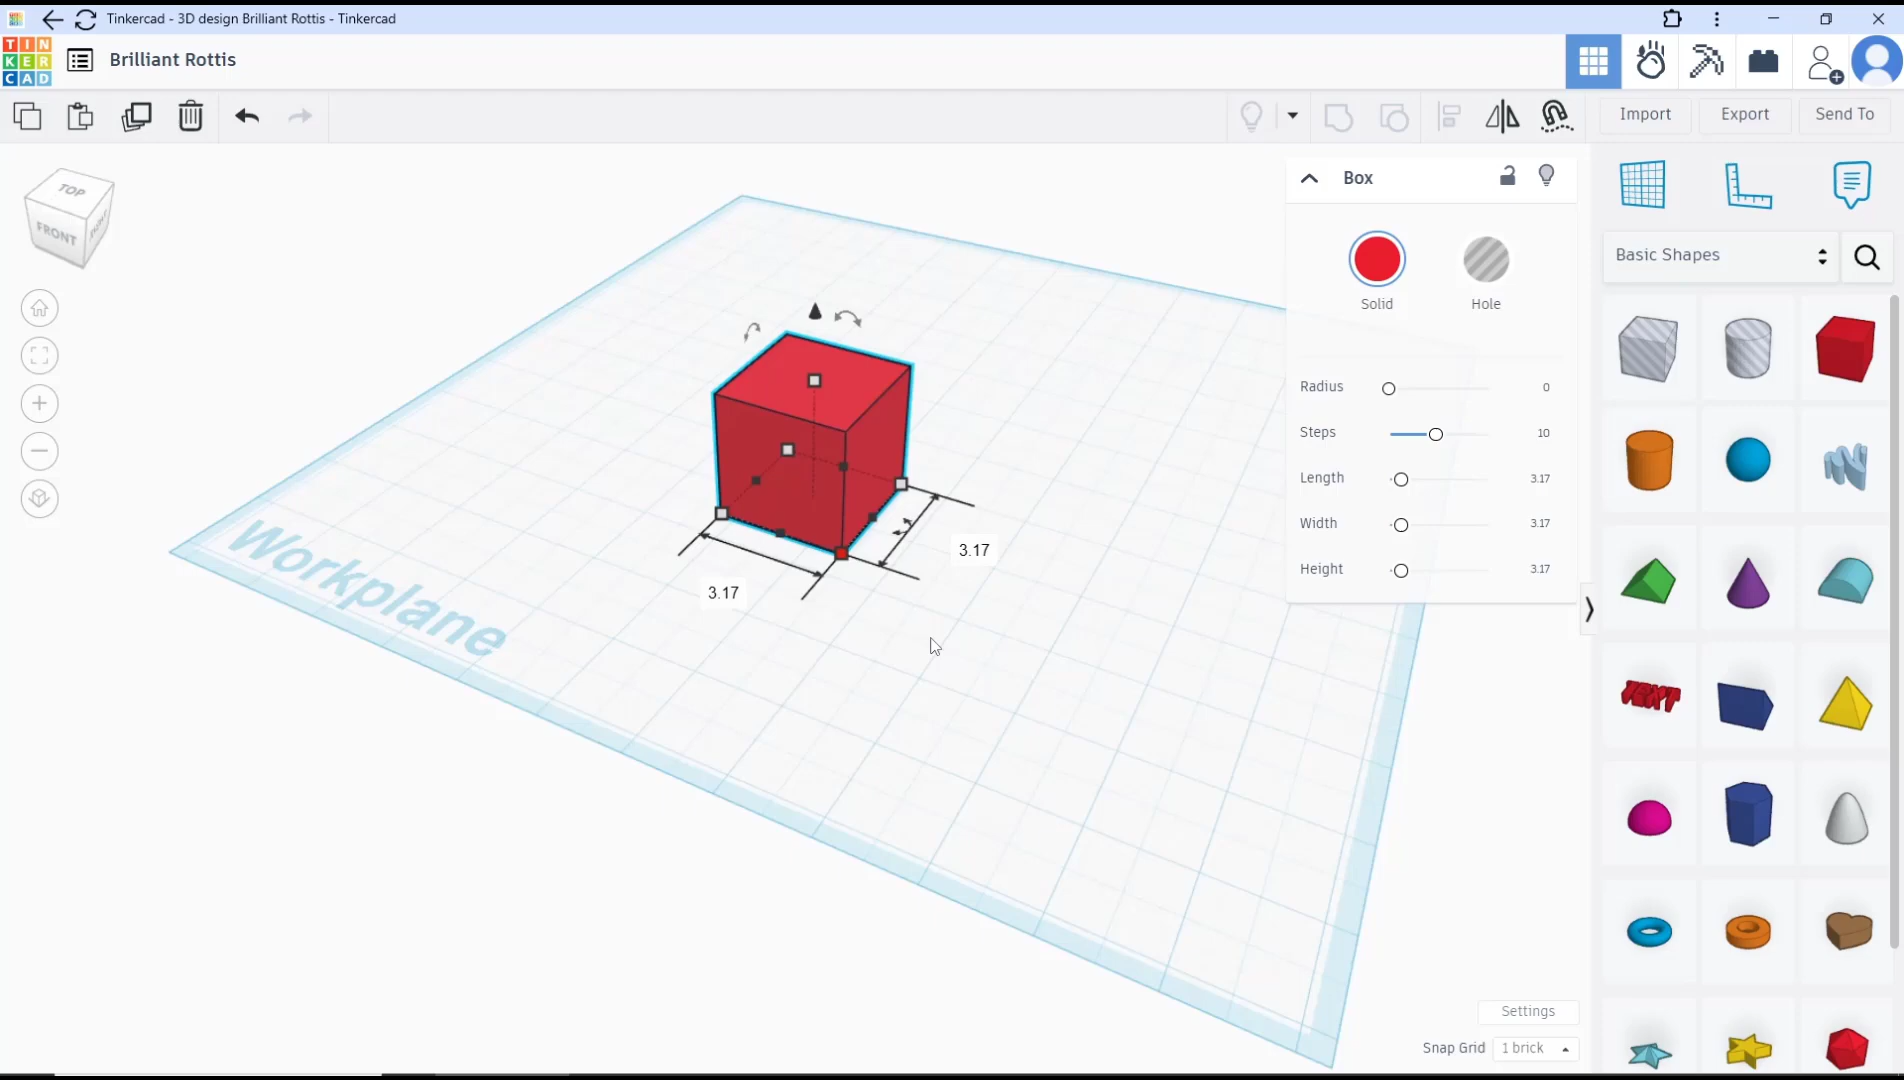 Tinkercad - 3D design Brilliant Rottis - Tinkercad
TIN
KER
CAD
Brilliant Rottis
Import
Export
Send To
TOP
FRONT
Box
Solid
Hole
Basic Shapes
Radius 0
Steps 10
Length 3.17
Width 3.17
Height 3.17
3.17
3.17
Workplane
TEXT
Settings
Snap Grid 1 brick